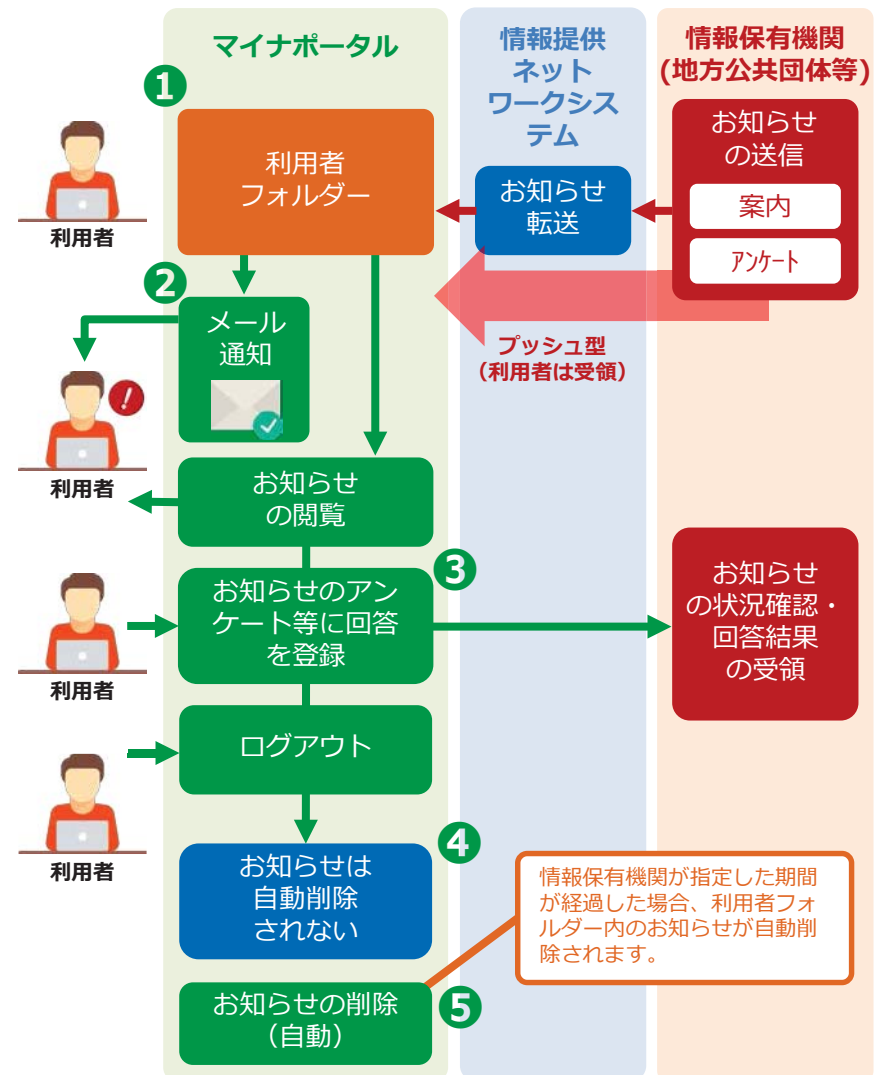 マイナポータル
情報提供
ネット
ワークシス
テム
情報保有機関
(地方公共団体等)
1
利用者
フォルダー
お知らせ
転送
お知らせ
の送信
案内
アンケート
利用者
2
メール
通知
プッシュ型
（利用者は受領）
!
利用者
お知らせ
の閲覧
3
お知らせのアン
ケート等に回答
を登録
お知らせ
の状況確認・
回答結果
の受領
利用者
ログアウト
利用者
4
お知らせは
自動削除
されない
情報保有機関が指定した期間
が経過した場合、利用者フォ
ルダー内のお知らせが自動削
除されます。
5
お知らせの削除
（自動）